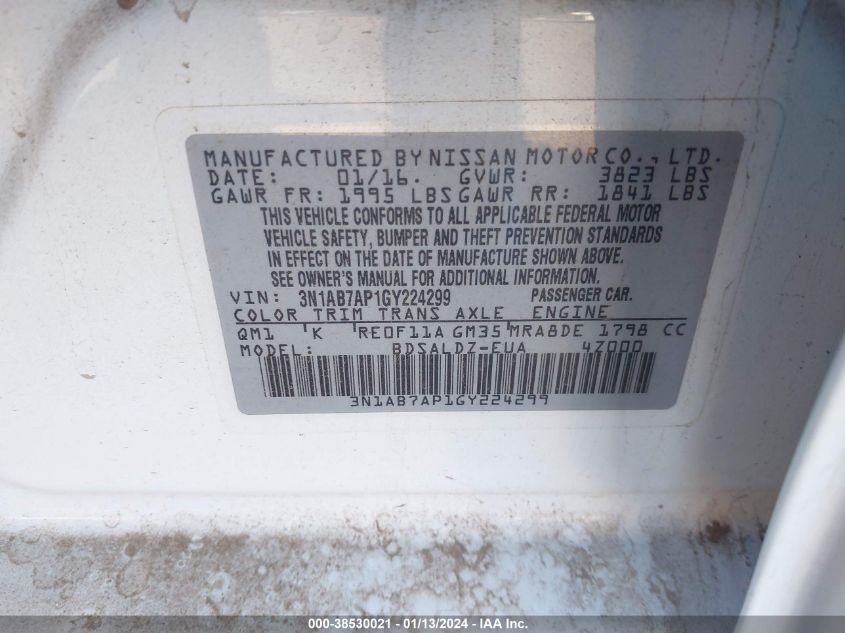 MANUFACTURED BY NISSAN MOTOR CO., LTD.
DATE: 01/16. GVWR: 3823 LBS
GAWR FR: 1995 LBS GAWR RR: 1841 LBS
THIS VEHICLE CONFORMS TO ALL APPLICABLE FEDERAL MOTOR
VEHICLE SAFETY, BUMPER AND THEFT PREVENTION STANDARDS
IN EFFECT ON THE DATE OF MANUFACTURE SHOWN ABOVE.
SEE OWNER'S MANUAL FOR ADDITIONAL INFORMATION.
VIN: 3N1AB7AP1GY224299 PASSENGER CAR.
COLOR TRIM TRANS AXLE ENGINE
QM1 K RE0F11A GM35 MRA8DE 1798 CC
MODEL: BDSALDZ-EUA 4Z000
3N1AB7AP1GY224299
000-38530021 - 01/13/2024 - IAAI.com